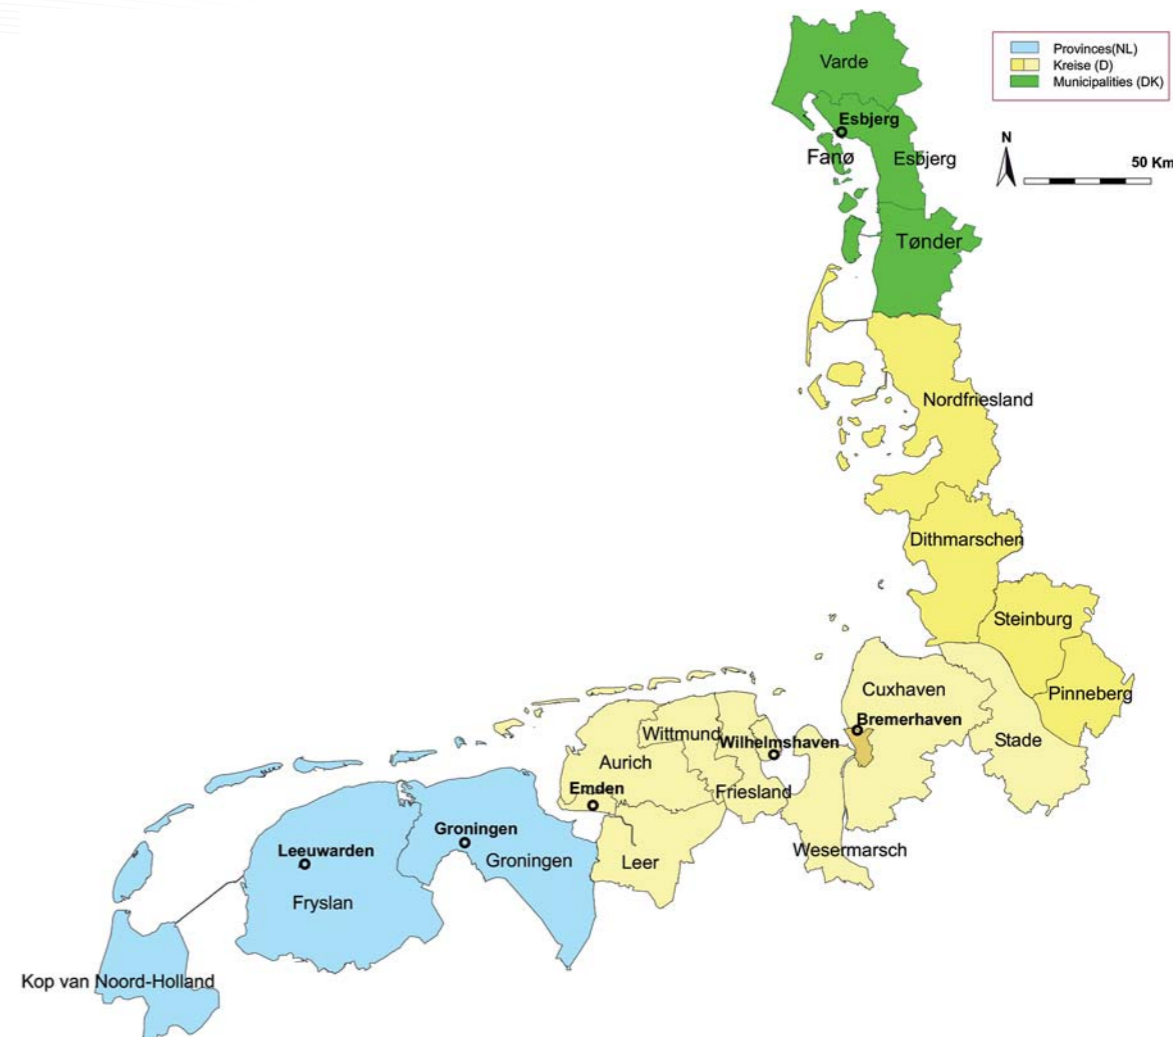 Provinces(NL)
Kreise (D)
Municipalities (DK)
N
50 Km
Varde
Esbjerg
Fanø
Esbjerg
Tønder
Nordfriesland
Dithmarschen
Steinburg
Pinneberg
Cuxhaven
Bremerhaven
Stade
Wittmund
Wilhelmshaven
Aurich
Friesland
Emden
Wesermarsch
Leer
Groningen
Groningen
Leeuwarden
Fryslan
Kop van Noord-Holland